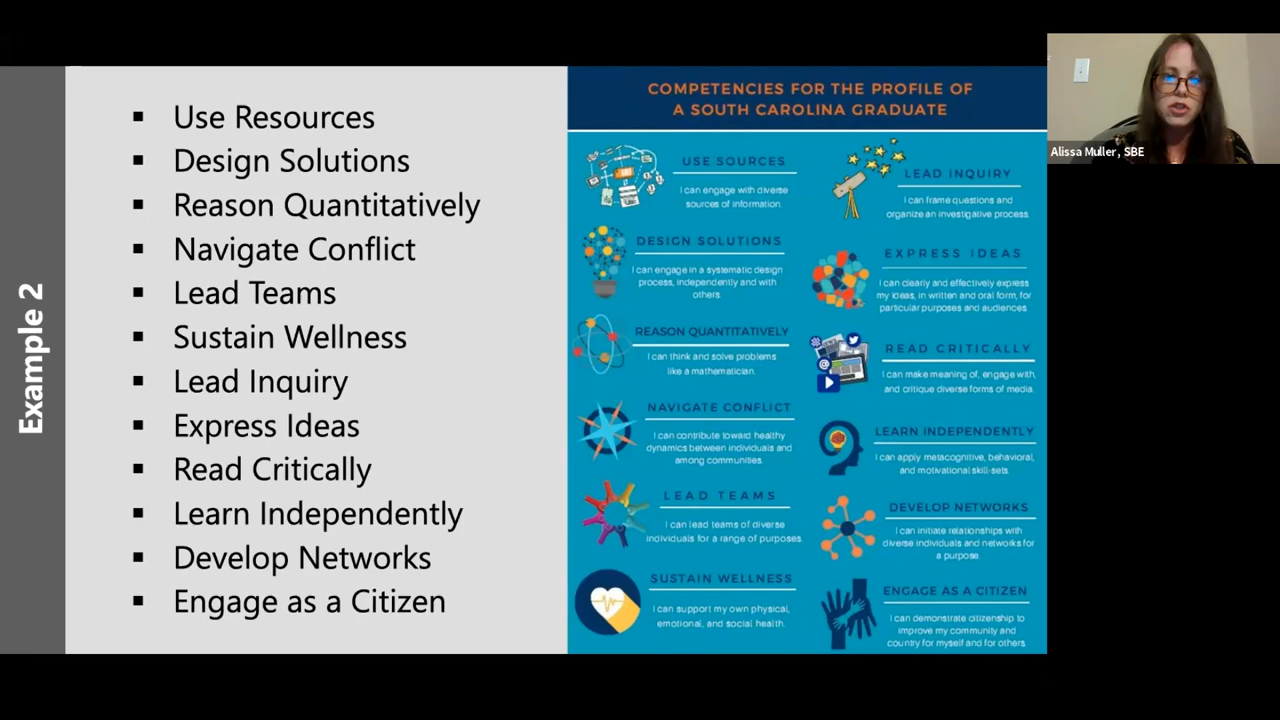 Example 2
▪ Use Resources
▪ Design Solutions
▪ Reason Quantitatively
▪ Navigate Conflict
▪ Lead Teams
▪ Sustain Wellness
▪ Lead Inquiry
▪ Express Ideas
▪ Read Critically
▪ Learn Independently
▪ Develop Networks
▪ Engage as a Citizen
COMPETENCIES FOR THE PROFILE OF
A SOUTH CAROLINA GRADUATE
USE SOURCES
I can engage with diverse
sources of information.
DESIGN SOLUTIONS
I can engage in a systematic design
process, independently and with
others.
REASON QUANTITATIVELY
I can think and solve problems
like a mathematician.
NAVIGATE CONFLICT
I can contribute toward healthy
dynamics between individuals and
among communities.
LEAD TEAMS
I can lead teams of diverse
individuals for a range of purposes.
SUSTAIN WELLNESS
I can support my own physical,
emotional, and social health.
LEAD INQUIRY
I can frame questions and
organize an investigative process.
EXPRESS IDEAS
I can clearly and effectively express
my ideas, in written and oral form, for
particular purposes and audiences.
READ CRITICALLY
I can make meaning of, engage with,
and critique diverse forms of media.
LEARN INDEPENDENTLY
I can apply metacognitive, behavioral,
and motivational skill-sets.
DEVELOP NETWORKS
I can initiate relationships with
diverse individuals and networks for
a purpose.
ENGAGE AS A CITIZEN
I can demonstrate citizenship to
improve my community and
country for myself and for others.
Alissa Muller, SBE